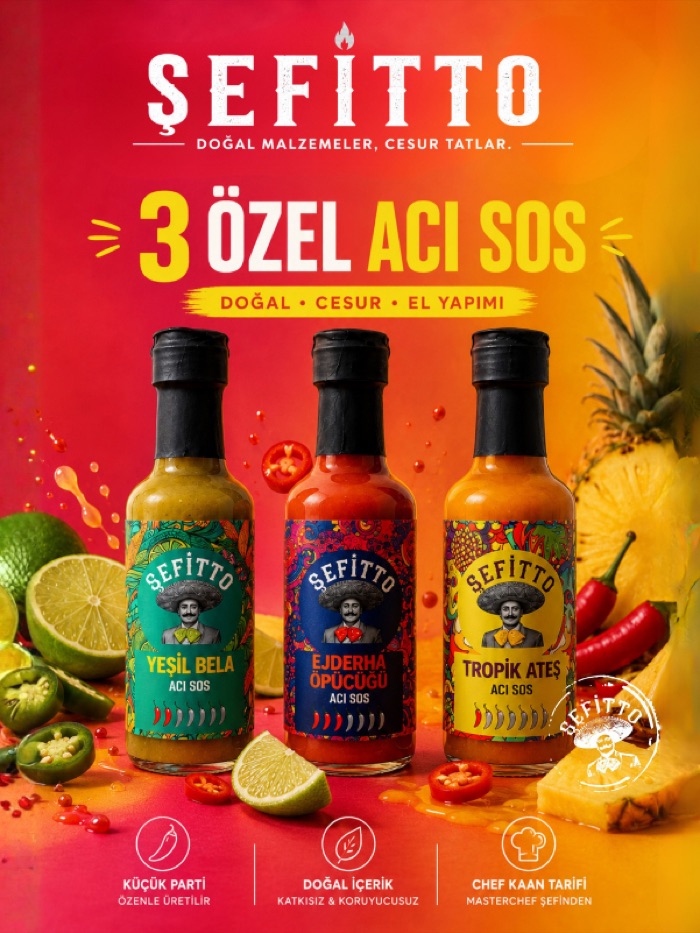 ŞEFİTTO
DOĞAL MALZEMELER, CESUR TATLAR.
3 ÖZEL ACI SOS
DOĞAL • CESUR • EL YAPIMI
ŞEFİTTO
YEŞİL BELA
ACI SOS
ŞEFİTTO
EJDERHA
ÖPÜCÜĞÜ
ACI SOS
ŞEFİTTO
TROPİK ATEŞ
ACI SOS
ŞEFİTTO
KÜÇÜK PARTİ
ÖZENLE ÜRETİLİR
DOĞAL İÇERİK
KATKISIZ & KORUYUCUSUZ
CHEF KAAN TARİFİ
MASTERCHEF ŞEFİNDEN